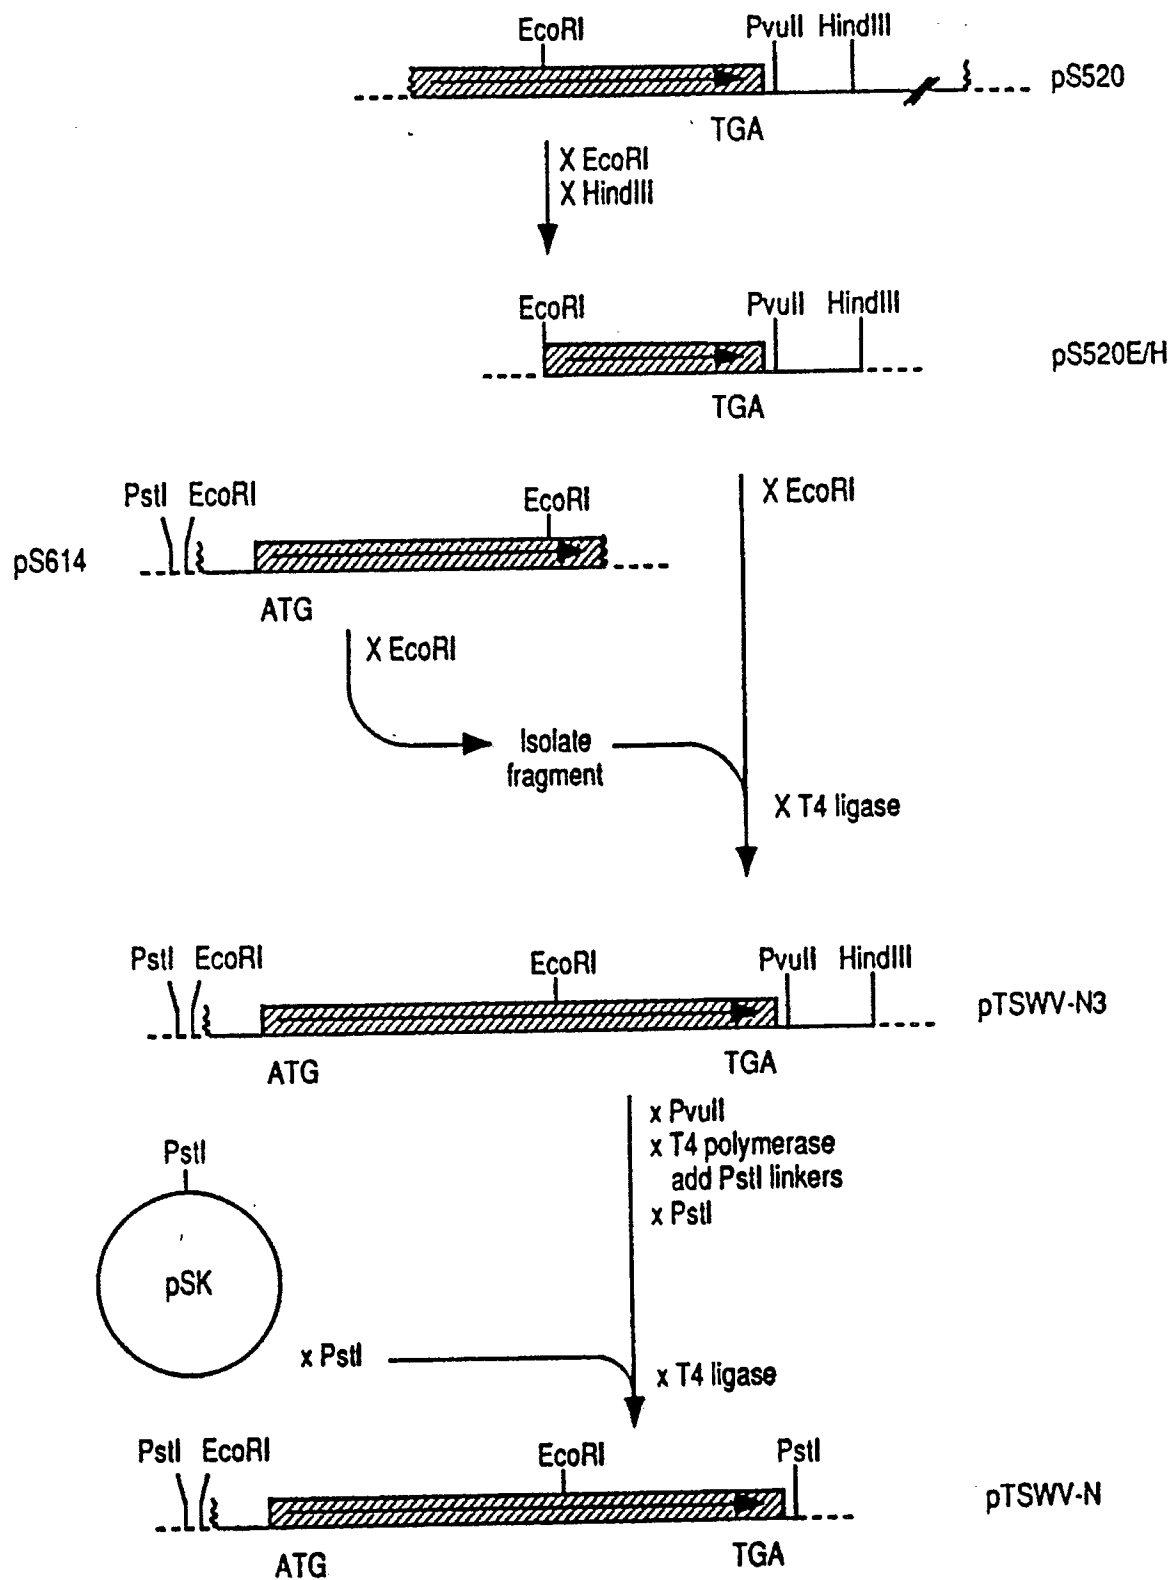 EcoRI PvuII HindIII
pS520
TGA
X EcoRI
X HindIII
EcoRI PvuII HindIII
pS520E/H
TGA
PstI EcoRI EcoRI
X EcoRI
pS614
ATG
X EcoRI
Isolate
fragment
X T4 ligase
PstI EcoRI EcoRI PvuII HindIII
pTSWV-N3
ATG TGA
x PvuII
x T4 polymerase
add PstI linkers
x PstI
PstI
pSK
x PstI
x T4 ligase
PstI EcoRI EcoRI PstI
pTSWV-N
ATG TGA